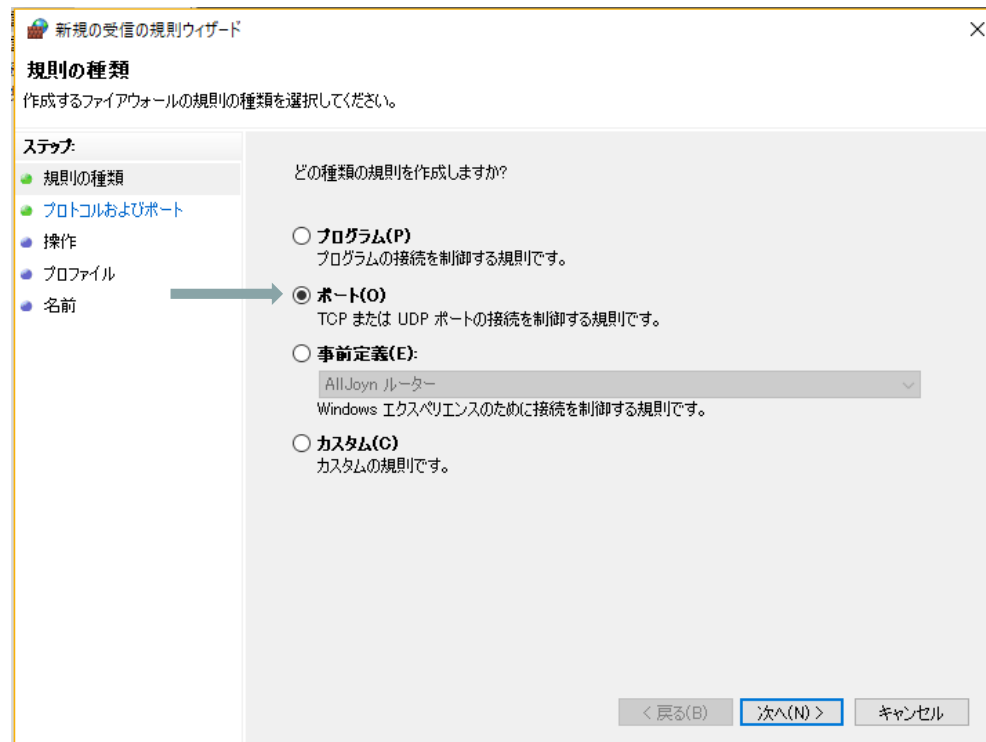 新規の受信の規則ウィザード
規則の種類
作成するファイアウォールの規則の種類を選択してください。
ステップ:
規則の種類
プロトコルおよびポート
操作
プロファイル
名前
どの種類の規則を作成しますか?
プログラム(P)
プログラムの接続を制御する規則です。
ポート(O)
TCP または UDP ポートの接続を制御する規則です。
事前定義(E):
AllJoyn ルーター
Windows エクスペリエンスのために接続を制御する規則です。
カスタム(C)
カスタムの規則です。
< 戻る(B)
次へ(N) >
キャンセル